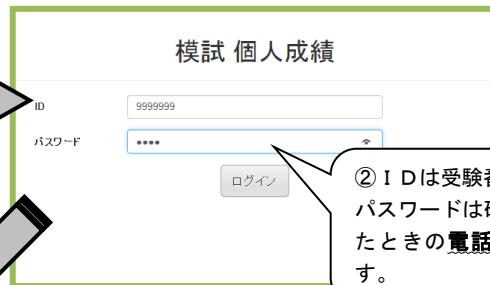 模試 個人成績
ID
9999999
パスワード
••••
ログイン
② ＩＤは受験
パスワードは
たときの電話
す。